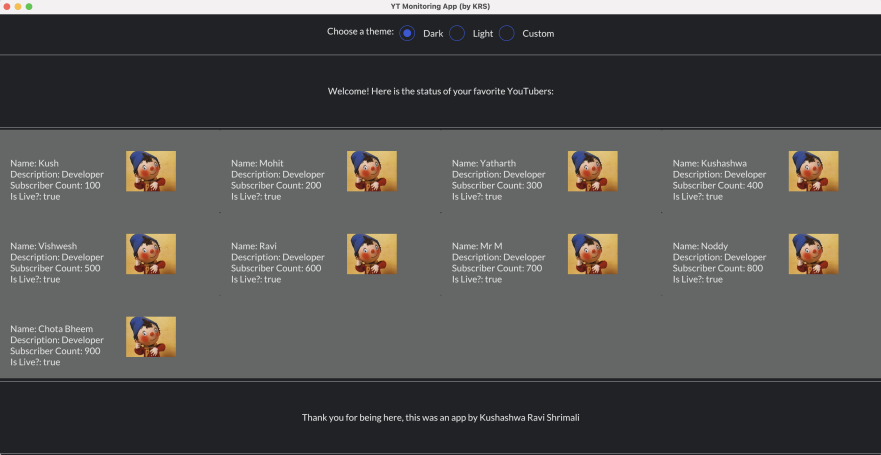 YT Monitoring App (by KRS)
Choose a theme: Dark Light Custom
Welcome! Here is the status of your favorite YouTubers:
Name: Kush
Description: Developer
Subscriber Count: 100
Is Live?: true
Name: Mohit
Description: Developer
Subscriber Count: 200
Is Live?: true
Name: Yatharth
Description: Developer
Subscriber Count: 300
Is Live?: true
Name: Kushashwa
Description: Developer
Subscriber Count: 400
Is Live?: true
Name: Vishwesh
Description: Developer
Subscriber Count: 500
Is Live?: true
Name: Ravi
Description: Developer
Subscriber Count: 600
Is Live?: true
Name: Mr M
Description: Developer
Subscriber Count: 700
Is Live?: true
Name: Noddy
Description: Developer
Subscriber Count: 800
Is Live?: true
Name: Chota Bheem
Description: Developer
Subscriber Count: 900
Is Live?: true
Thank you for being here, this was an app by Kushashwa Ravi Shrimali